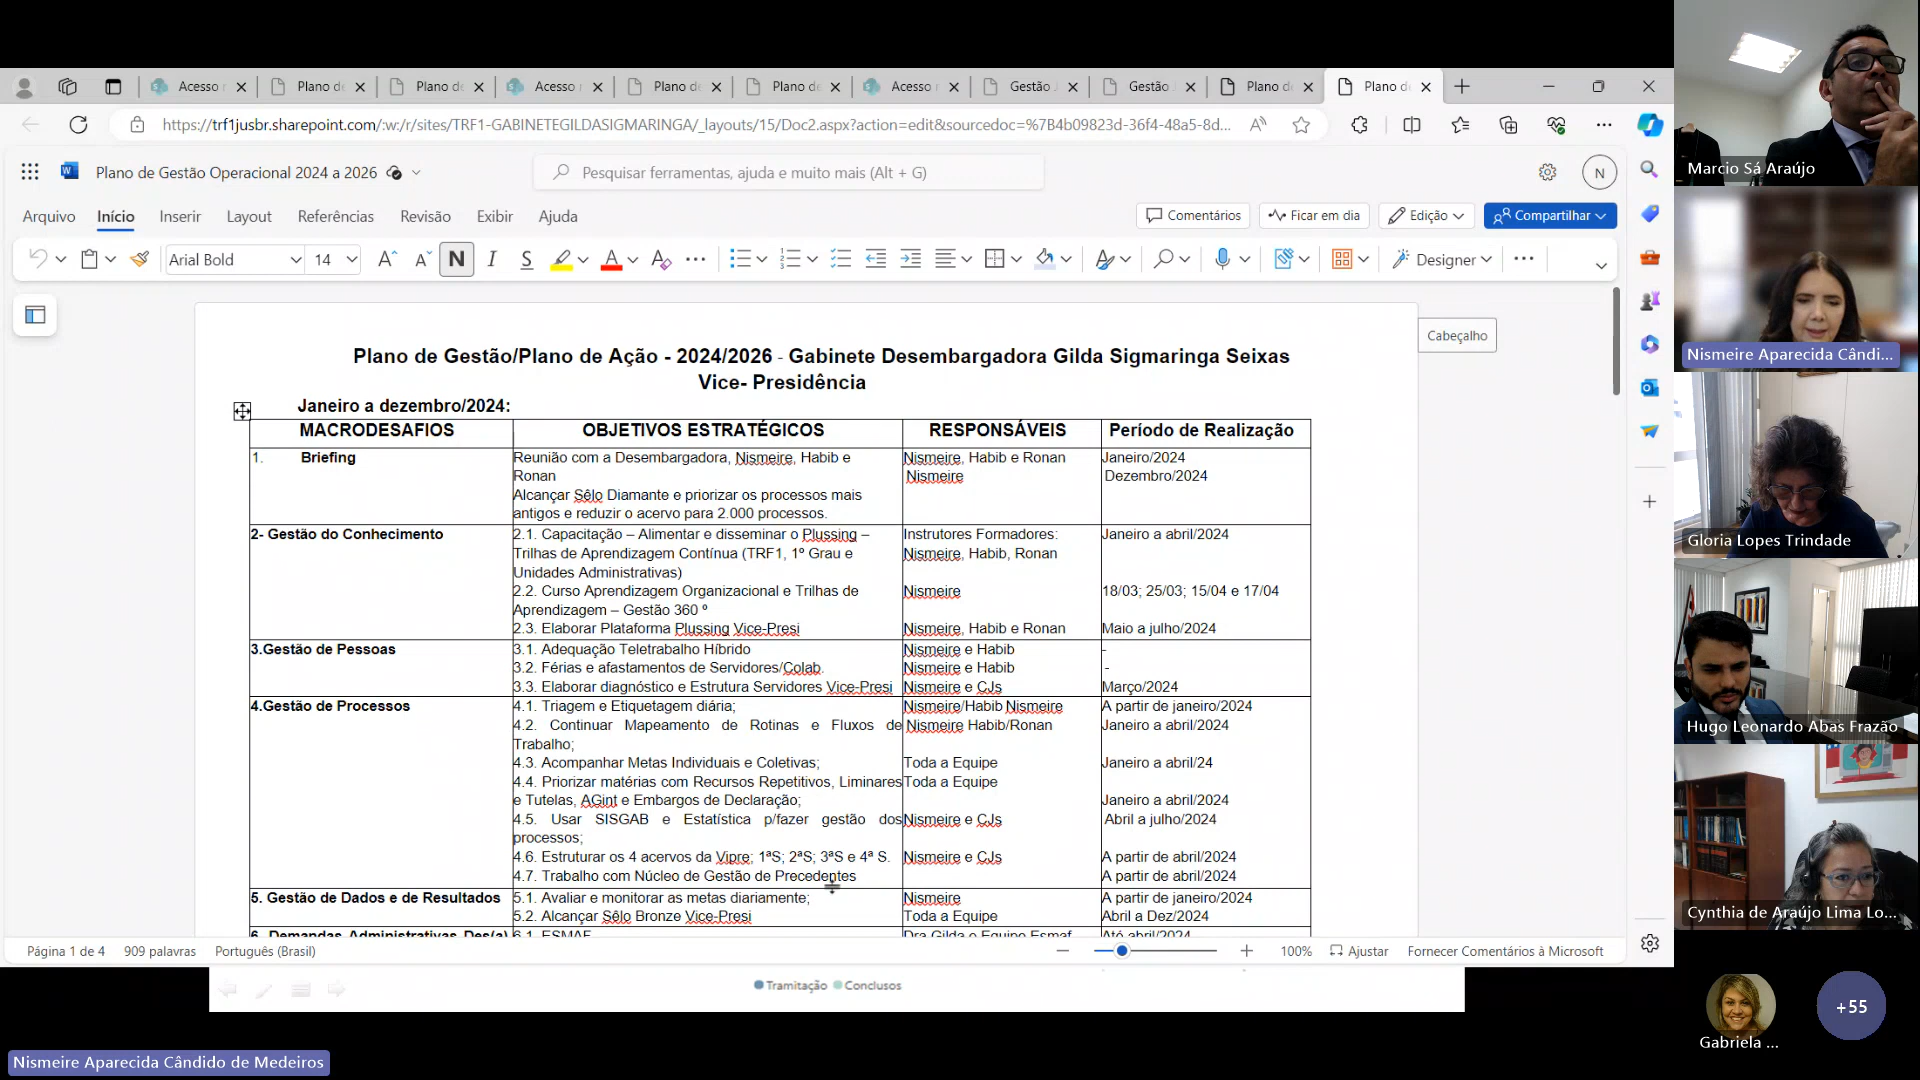 Acesso
Plano d
Plano d
Acesso
Plano d
Plano d
Acesso
Gestão
Gestão
Plano d
Plano d
https://trf1jusbr.sharepoint.com/:w:/r/sites/TRF1-GABINETEGILDASIGMARINGA/_layouts/15/Doc2.aspx?action=edit&sourcedoc=%7B4b09823d-36f4-48a5-8d...
Plano de Gestão Operacional 2024 a 2026
Pesquisar ferramentas, ajuda e muito mais (Alt + G)
N
Arquivo Início Inserir Layout Referências Revisão Exibir Ajuda
Comentários Ficar em dia Edição Compartilhar
Arial Bold 14 N I S Designer
Cabeçalho
Plano de Gestão/Plano de Ação - 2024/2026 - Gabinete Desembargadora Gilda Sigmaringa Seixas
Vice- Presidência
Janeiro a dezembro/2024:
MACRODESAFIOS OBJETIVOS ESTRATÉGICOS RESPONSÁVEIS Período de Realização
1. Briefing Reunião com a Desembargadora, Nismeire, Habib e Nismeire, Habib e Ronan Janeiro/2024
Ronan Nismeire Dezembro/2024
Alcançar Sêlo Diamante e priorizar os processos mais
antigos e reduzir o acervo para 2.000 processos.
2- Gestão do Conhecimento 2.1. Capacitação – Alimentar e disseminar o Plussing – Instrutores Formadores: Janeiro a abril/2024
Trilhas de Aprendizagem Contínua (TRF1, 1º Grau e Nismeire, Habib, Ronan
Unidades Administrativas)
2.2. Curso Aprendizagem Organizacional e Trilhas de Nismeire 18/03; 25/03; 15/04 e 17/04
Aprendizagem – Gestão 360 º
2.3. Elaborar Plataforma Plussing Vice-Presi Nismeire, Habib e Ronan Maio a julho/2024
3.Gestão de Pessoas 3.1. Adequação Teletrabalho Híbrido Nismeire e Habib -
3.2. Férias e afastamentos de Servidores/Colab. Nismeire e Habib -
3.3. Elaborar diagnóstico e Estrutura Servidores Vice-Presi Nismeire e CJs Março/2024
4.Gestão de Processos 4.1. Triagem e Etiquetagem diária; Nismeire/Habib Nismeire A partir de janeiro/2024
4.2. Continuar Mapeamento de Rotinas e Fluxos de Nismeire Habib/Ronan Janeiro a abril/2024
Trabalho;
4.3. Acompanhar Metas Individuais e Coletivas; Toda a Equipe Janeiro a abril/24
4.4. Priorizar matérias com Recursos Repetitivos, Liminares Toda a Equipe
e Tutelas, AGint e Embargos de Declaração; Janeiro a abril/2024
4.5. Usar SISGAB e Estatística p/fazer gestão dos Nismeire e CJs Abril a julho/2024
processos;
4.6. Estruturar os 4 acervos da Vipre; 1ªS; 2ªS; 3ªS e 4ª S. Nismeire e CJs A partir de abril/2024
4.7. Trabalho com Núcleo de Gestão de Precedentes A partir de abril/2024
5. Gestão de Dados e de Resultados 5.1. Avaliar e monitorar as metas diariamente; Nismeire A partir de janeiro/2024
5.2. Alcançar Sêlo Bronze Vice-Presi Toda a Equipe Abril a Dez/2024
6. Demandas Administrativas Des(a) 6.1. ESMAF Dra Gilda e Equipe Esmaf Até abril/2024
Página 1 de 4 909 palavras Português (Brasil) 100% Ajustar Fornecer Comentários à Microsoft
Tramitação Conclusos
Nismeire Aparecida Cândido de Medeiros
Marcio Sá Araújo
Nismeire Aparecida Cândi...
Gloria Lopes Trindade
Hugo Leonardo Abas Frazão
Cynthia de Araújo Lima Lo...
+55
Gabriela ...